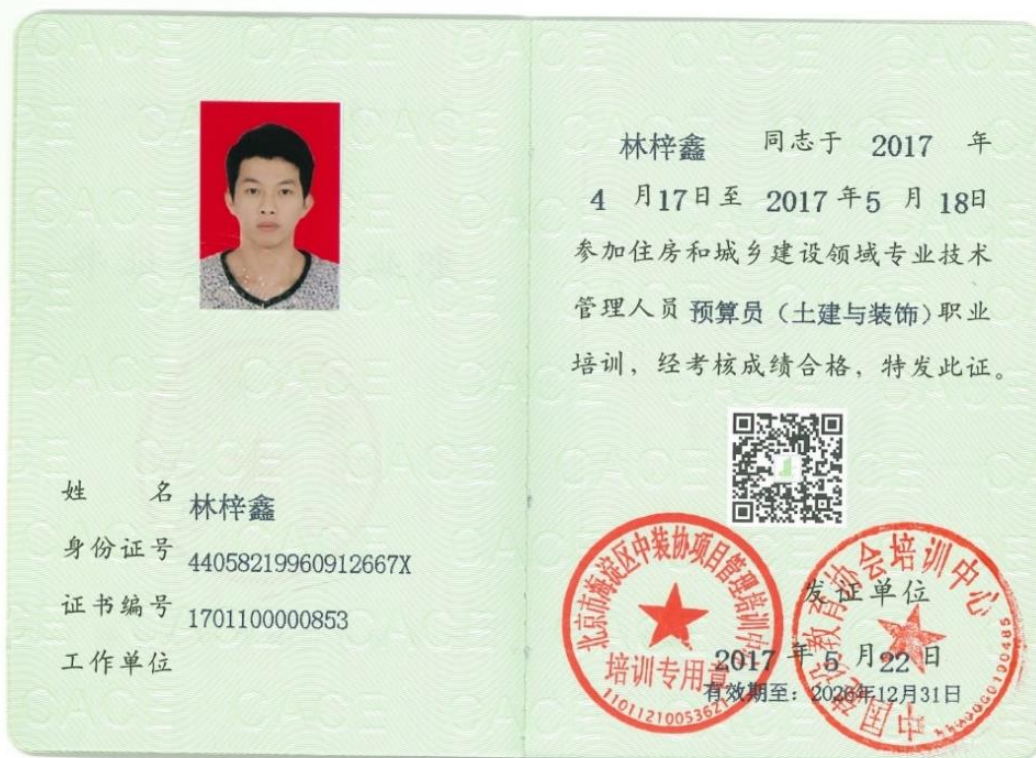 姓 名 林梓鑫
身份证号 44058219960912667X
证书编号 1701100000853
工作单位
林梓鑫 同志于 2017 年
4 月17日至 2017 年5 月 18日
参加住房和城乡建设领域专业技术
管理人员 预算员（土建与装饰）职业
培训，经考核成绩合格，特发此证。
北京市海淀区中装协项目管理培训中
培训专用章
1101121005362
中国建设教育协会培训中心
发证单位
2017 年 5 月 22 日
有效期至：2026年12月31日
CACE